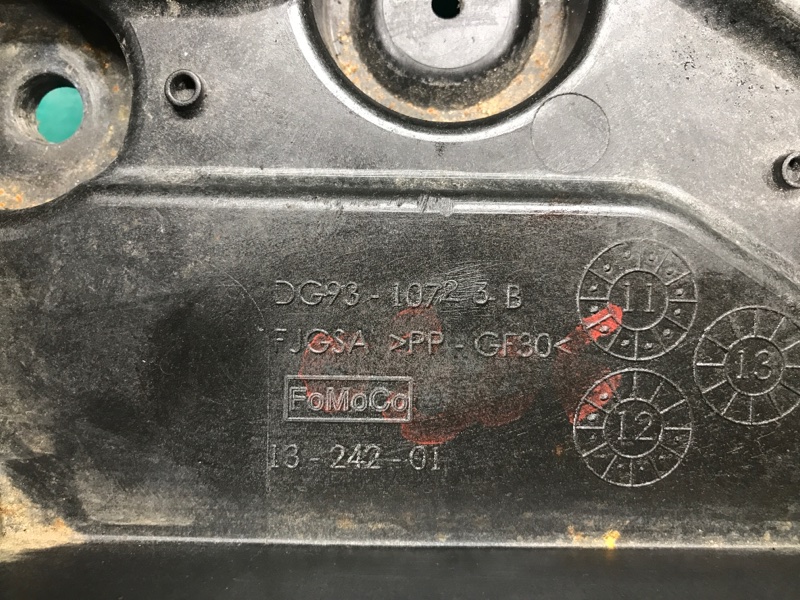 DG93-10723-B
FJGSA >PP-GF30<
FoMoCo
13-242-01
11
12
13